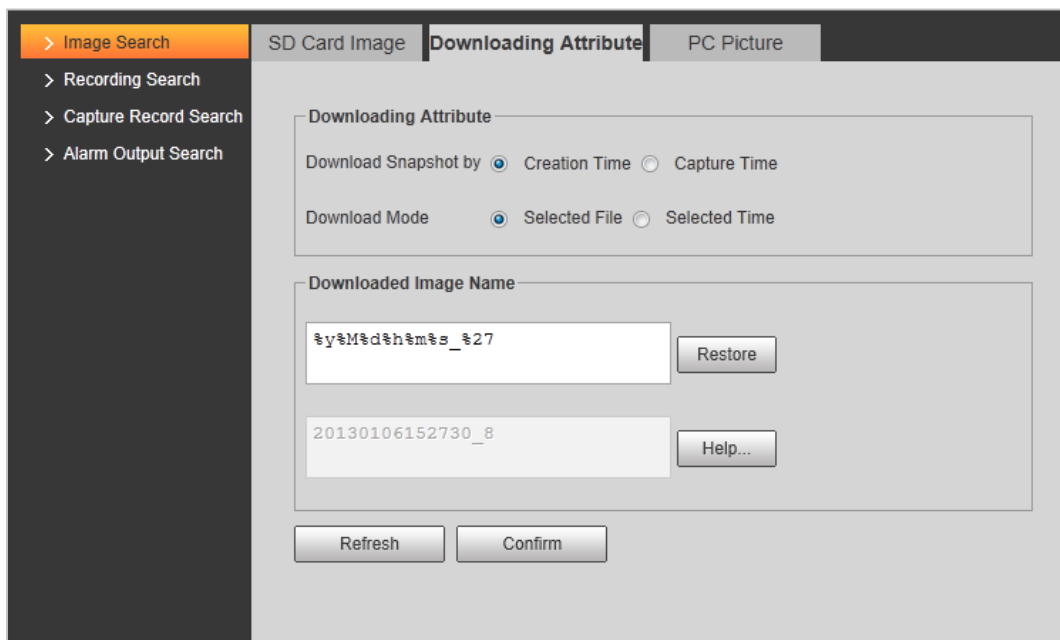 Image Search
Recording Search
Capture Record Search
Alarm Output Search
SD Card Image Downloading Attribute PC Picture
Downloading Attribute
Download Snapshot by Creation Time Capture Time
Download Mode Selected File Selected Time
Downloaded Image Name
%y%M%d%h%m%s_%27
Restore
20130106152730_8
Help...
Refresh Confirm